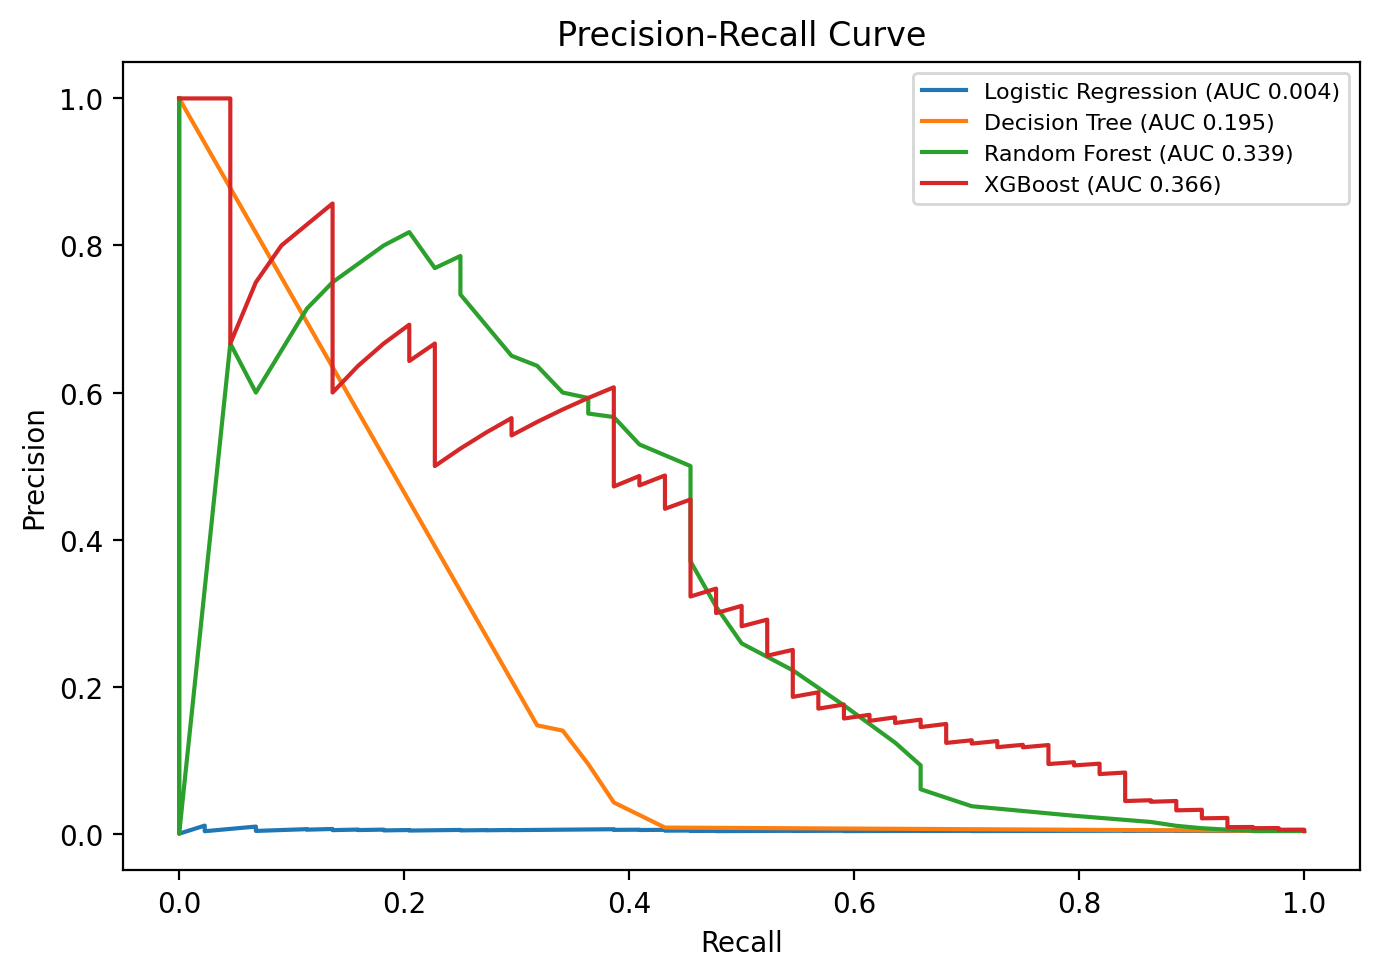 Precision-Recall Curve
Logistic Regression (AUC 0.004)
Decision Tree (AUC 0.195)
Random Forest (AUC 0.339)
XGBoost (AUC 0.366)
Precision
1.0
0.8
0.6
0.4
0.2
0.0
0.0 0.2 0.4 0.6 0.8 1.0
Recall